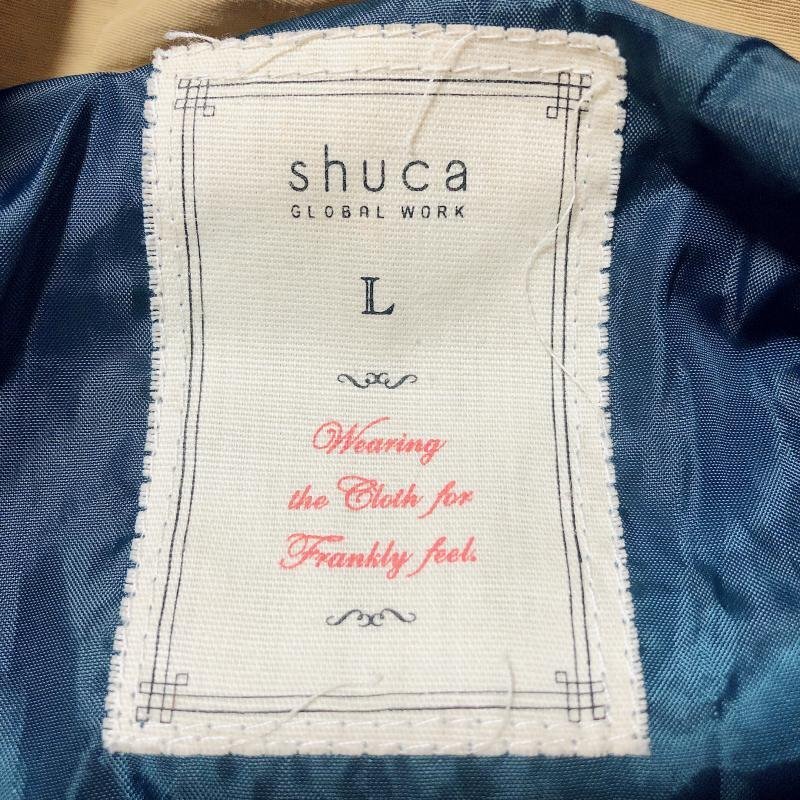 shuca
GLOBAL WORK
L
Wearing
the Cloth for
Frankly feel.